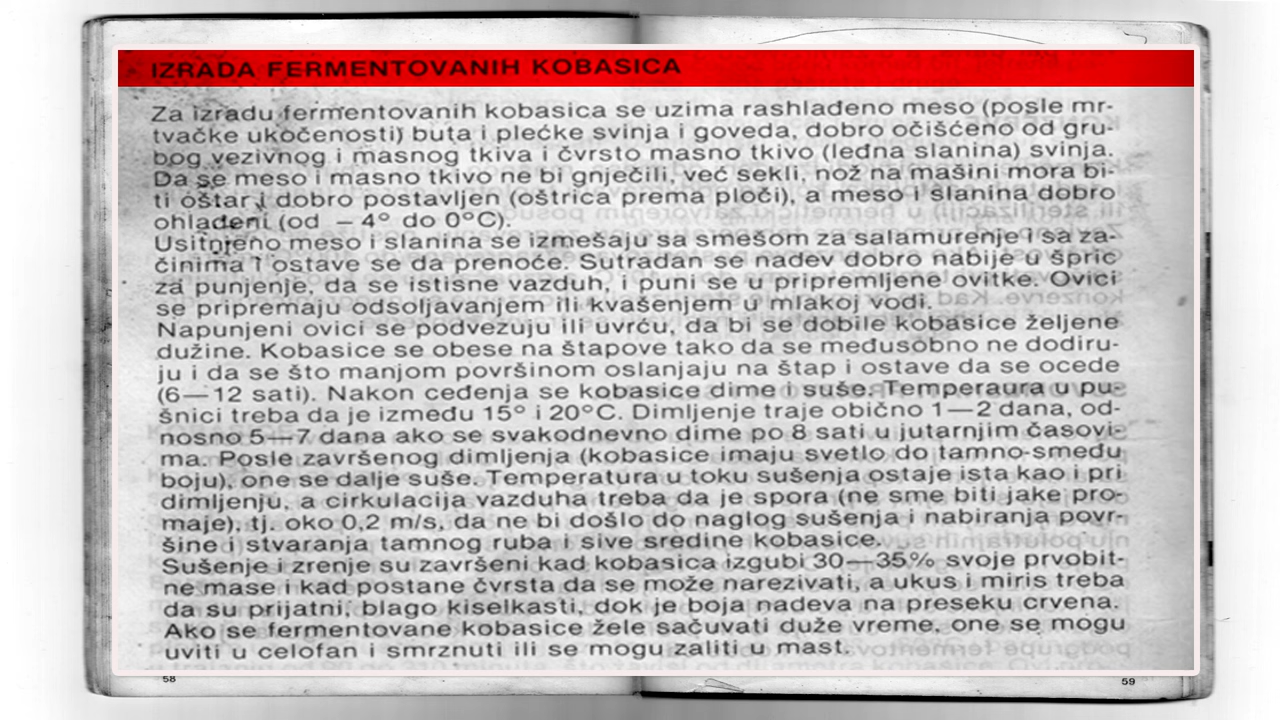 IZRADA FERMENTOVANIH KOBASICA
Za izradu fermentovanih kobasica se uzima rashlađeno meso (posle mr-
tvačke ukočenosti) buta i plećke svinja i goveda, dobro očišćeno od gru-
bog vezivnog i masnog tkiva i čvrsto masno tkivo (leđna slanina) svinja.
Da se meso i masno tkivo ne bi gnječili, već sekli, nož na mašini mora bi-
ti oštar i dobro postavljen (oštrica prema ploči), a meso i slanina dobro
ohlađeni (od – 4° do 0°C).
Usitnjeno meso i slanina se izmešaju sa smešom za salamurenje i sa za-
činima i ostave se da prenoće. Sutradan se nadev dobro nabije u špric
za punjenje, da se istisne vazduh, i puni se u pripremljene ovitke. Ovici
se pripremaju odsoljavanjem ili kvašenjem u mlakoj vodi.
Napunjeni ovici se podvezuju ili uvrću, da bi se dobile kobasice željene
dužine. Kobasice se obese na štapove tako da se međusobno ne dodiru-
ju i da se što manjom površinom oslanjaju na štap i ostave da se ocede
(6—12 sati). Nakon ceđenja se kobasice dime i suše. Temperaura u pu-
šnici treba da je između 15° i 20°C. Dimljenje traje obično 1—2 dana, od-
nosno 5—7 dana ako se svakodnevno dime po 8 sati u jutarnjim časovi-
ma. Posle završenog dimljenja (kobasice imaju svetlo do tamno-smeđu
boju), one se dalje suše. Temperatura u toku sušenja ostaje ista kao i pri
dimljenju, a cirkulacija vazduha treba da je spora (ne sme biti jake pro-
maje), tj. oko 0,2 m/s, da ne bi došlo do naglog sušenja i nabiranja povr-
šine i stvaranja tamnog ruba i sive sredine kobasice.
Sušenje i zrenje su završeni kad kobasica izgubi 30—35% svoje prvobit-
ne mase i kad postane čvrsta da se može narezivati, a ukus i miris treba
da su prijatni, blago kiselkasti, dok je boja nadeva na preseku crvena.
Ako se fermentovane kobasice žele sačuvati duže vreme, one se mogu
uviti u celofan i smrznuti ili se mogu zaliti u mast.
58
59